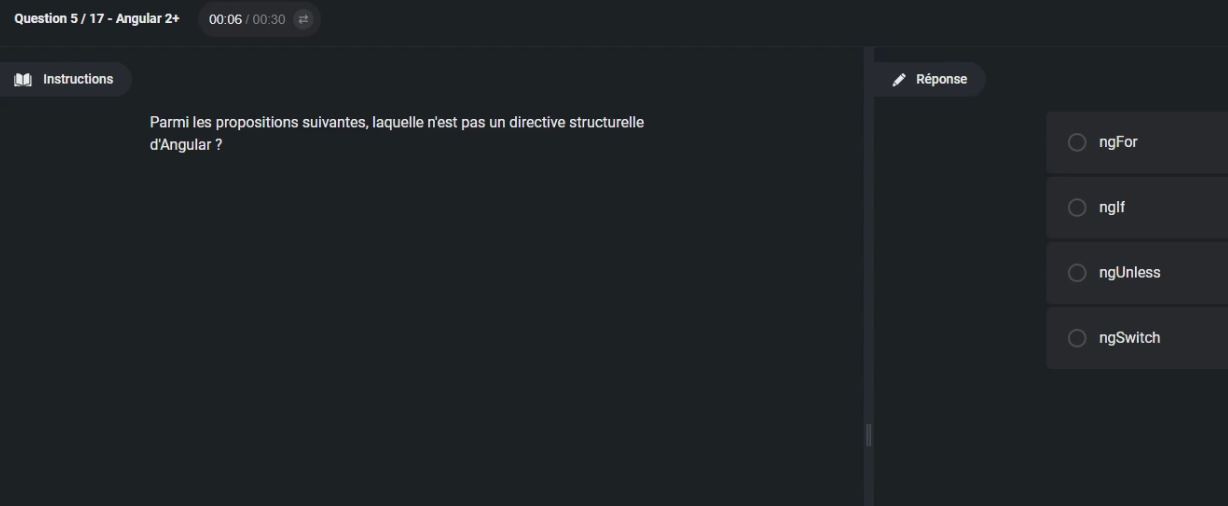 Question 5 / 17 - Angular 2+
00:06 / 00:30
Instructions
Parmi les propositions suivantes, laquelle n'est pas un directive structurelle
d'Angular ?
Réponse
ngFor
ngIf
ngUnless
ngSwitch